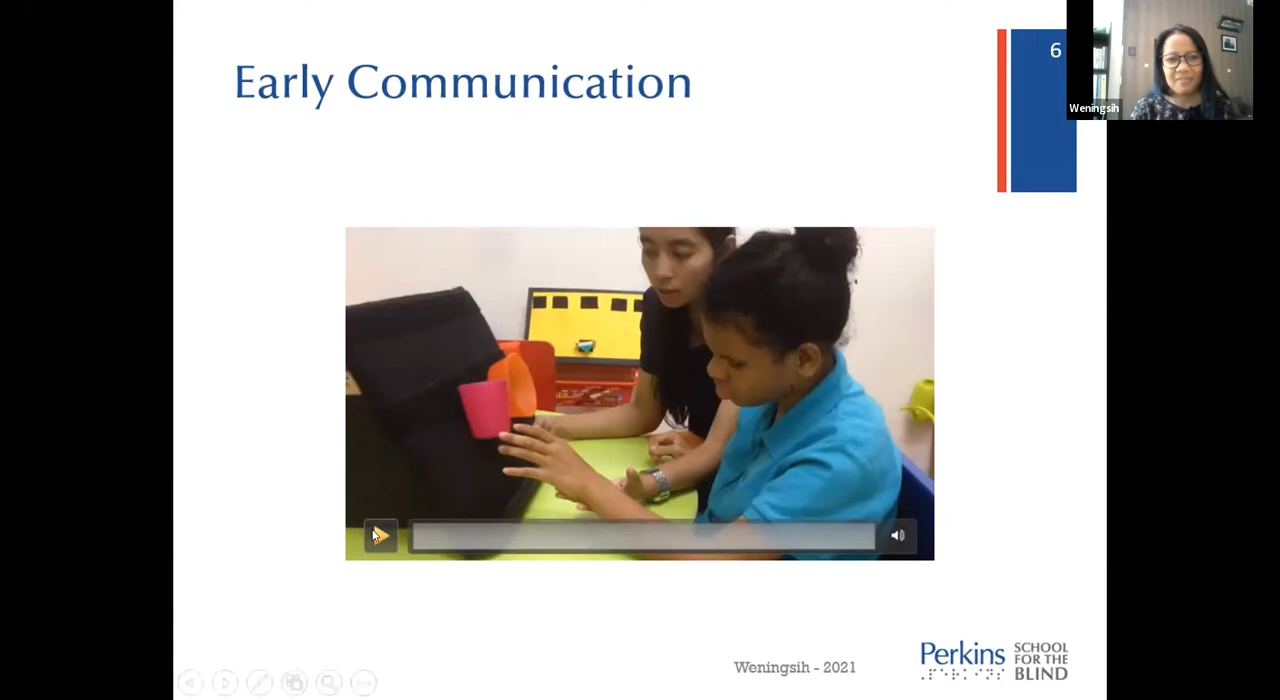 Early Communication
6
Weningsih
Weningsih - 2021
Perkins
SCHOOL
FOR THE
BLIND